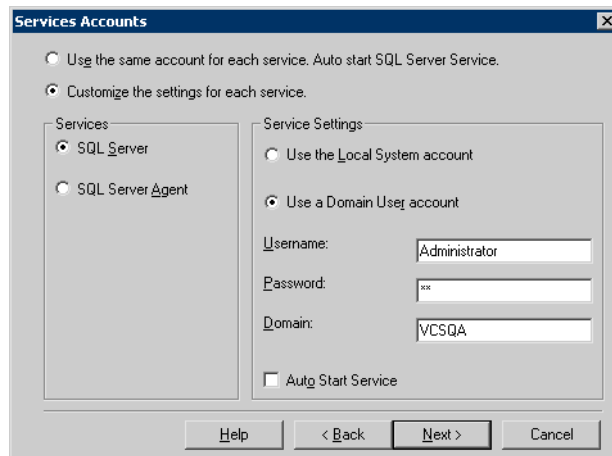 Services Accounts
Use the same account for each service. Auto start SQL Server Service.
Customize the settings for each service.
Services
SQL Server
SQL Server Agent
Service Settings
Use the Local System account
Use a Domain User account
Username:
Administrator
Password:
**
Domain:
VCSQA
Auto Start Service
Help
< Back
Next >
Cancel